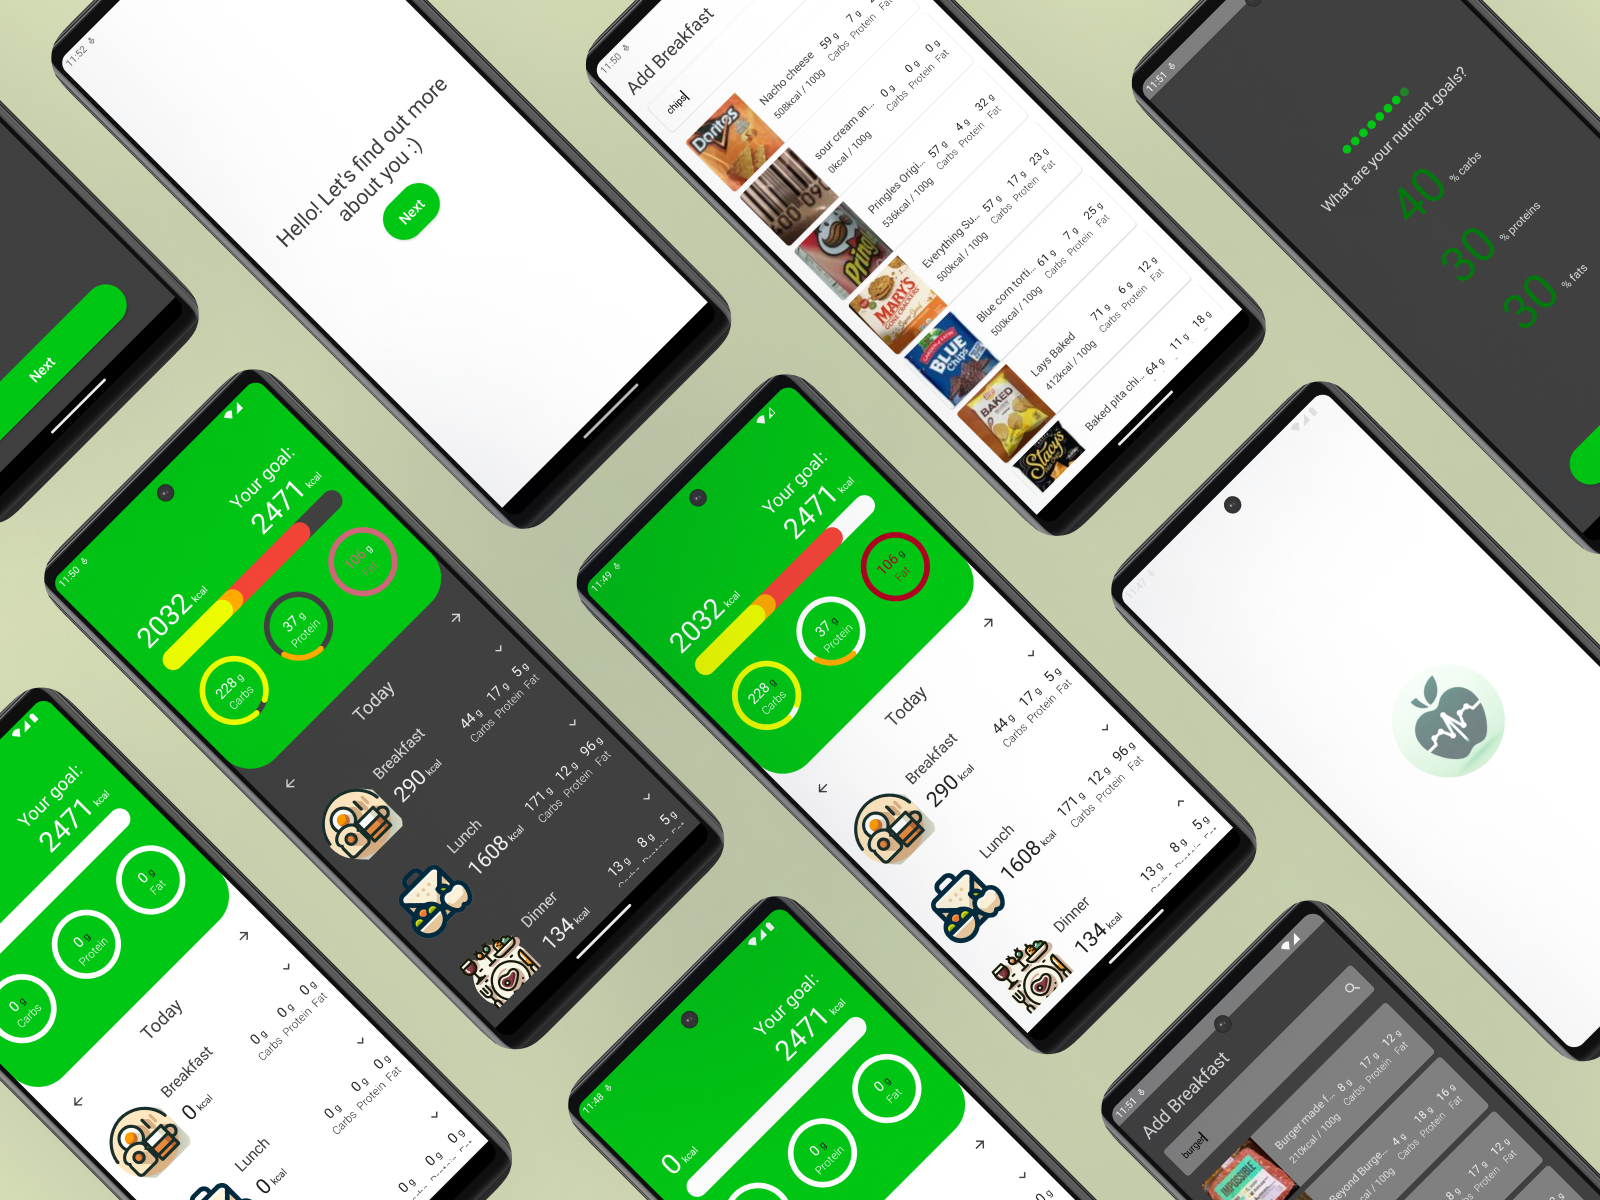 Next
11:52
Hello! Let's find out more
about you :)
Next
11:50
Add Breakfast
chips
Doritos
Nacho cheese
508kcal / 100g
59 g
Carbs
7 g
Protein
Fat
sour cream an...
0kcal / 100g
0 g
Carbs
0 g
Protein
0 g
Fat
Pringles Origi...
536kcal / 100g
57 g
Carbs
4 g
Protein
32 g
Fat
MARY'S
GONE CRACKERS
Everything Su...
500kcal / 100g
57 g
Carbs
17 g
Protein
23 g
Fat
BLUE
chips
Blue corn torti...
500kcal / 100g
61 g
Carbs
7 g
Protein
25 g
Fat
BAKED
Lays Baked
412kcal / 100g
71 g
Carbs
6 g
Protein
12 g
Fat
Stacy's
Baked pita chi...
64 g
11 g
18 g
11:51
What are your nutrient goals?
40 % carbs
30 % proteins
30 % fats
11:50
Your goal:
2471 kcal
2032 kcal
228 g
Carbs
37 g
Protein
106 g
Fat
Today
Breakfast
290 kcal
44 g
Carbs
17 g
Protein
5 g
Fat
Lunch
1608 kcal
171 g
Carbs
12 g
Protein
96 g
Fat
Dinner
134 kcal
13 g
8 g
5 g
11:49
Your goal:
2471 kcal
2032 kcal
228 g
Carbs
37 g
Protein
106 g
Fat
Today
Breakfast
290 kcal
44 g
Carbs
17 g
Protein
5 g
Fat
Lunch
1608 kcal
171 g
Carbs
12 g
Protein
96 g
Fat
Dinner
134 kcal
13 g
8 g
5 g
Your goal:
2471 kcal
0 g
Carbs
0 g
Protein
0 g
Fat
Today
Breakfast
0 kcal
0 g
Carbs
0 g
Protein
0 g
Fat
Lunch
0 kcal
0 g
Carbs
0 g
Protein
0 g
Fat
0 g
0 g
0 g
11:48
Your goal:
2471 kcal
0 kcal
0 g
Protein
0 g
Fat
0 g
11:51
Add Breakfast
burger
IMPOSSIBLE
Burger made f...
210kcal / 100g
8 g
Carbs
17 g
Protein
12 g
Fat
Beyond Burge...
kcal / 100g
4 g
Carbs
18 g
Protein
16 g
Fat
17 g
Protein
12 g
Fat